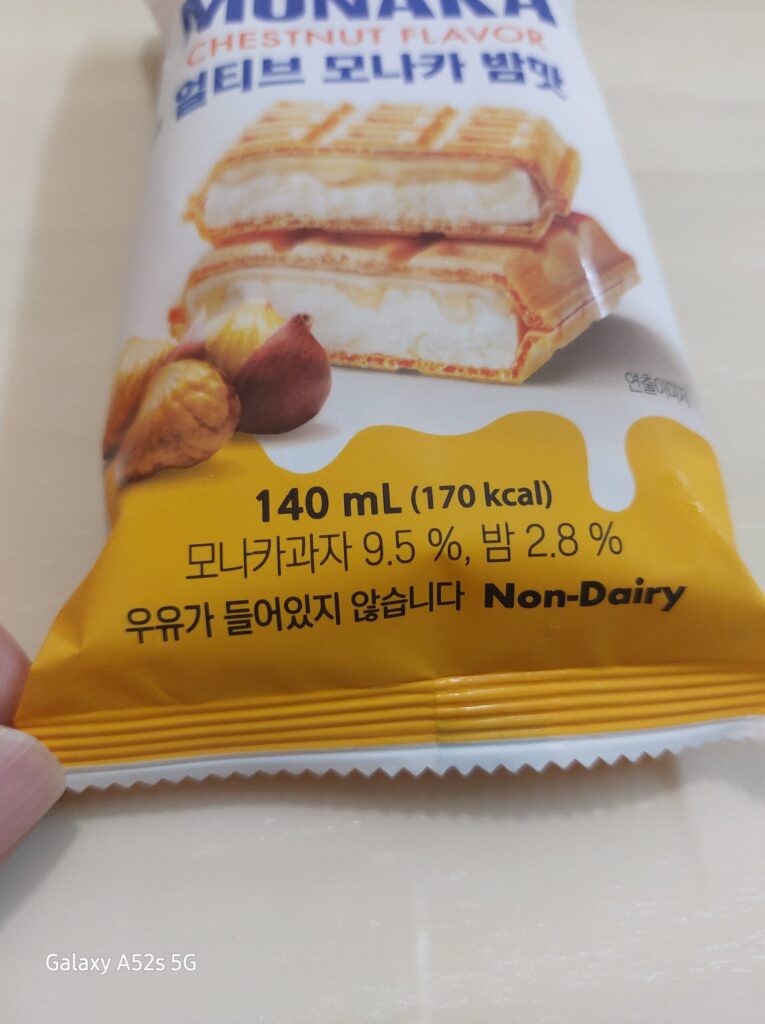 MONAKA
CHESTNUT FLAVOR
얼티브 모나카 밤맛
연출이미지
140 mL (170 kcal)
모나카과자 9.5 %, 밤 2.8 %
우유가 들어있지 않습니다 Non-Dairy
Galaxy A52s 5G